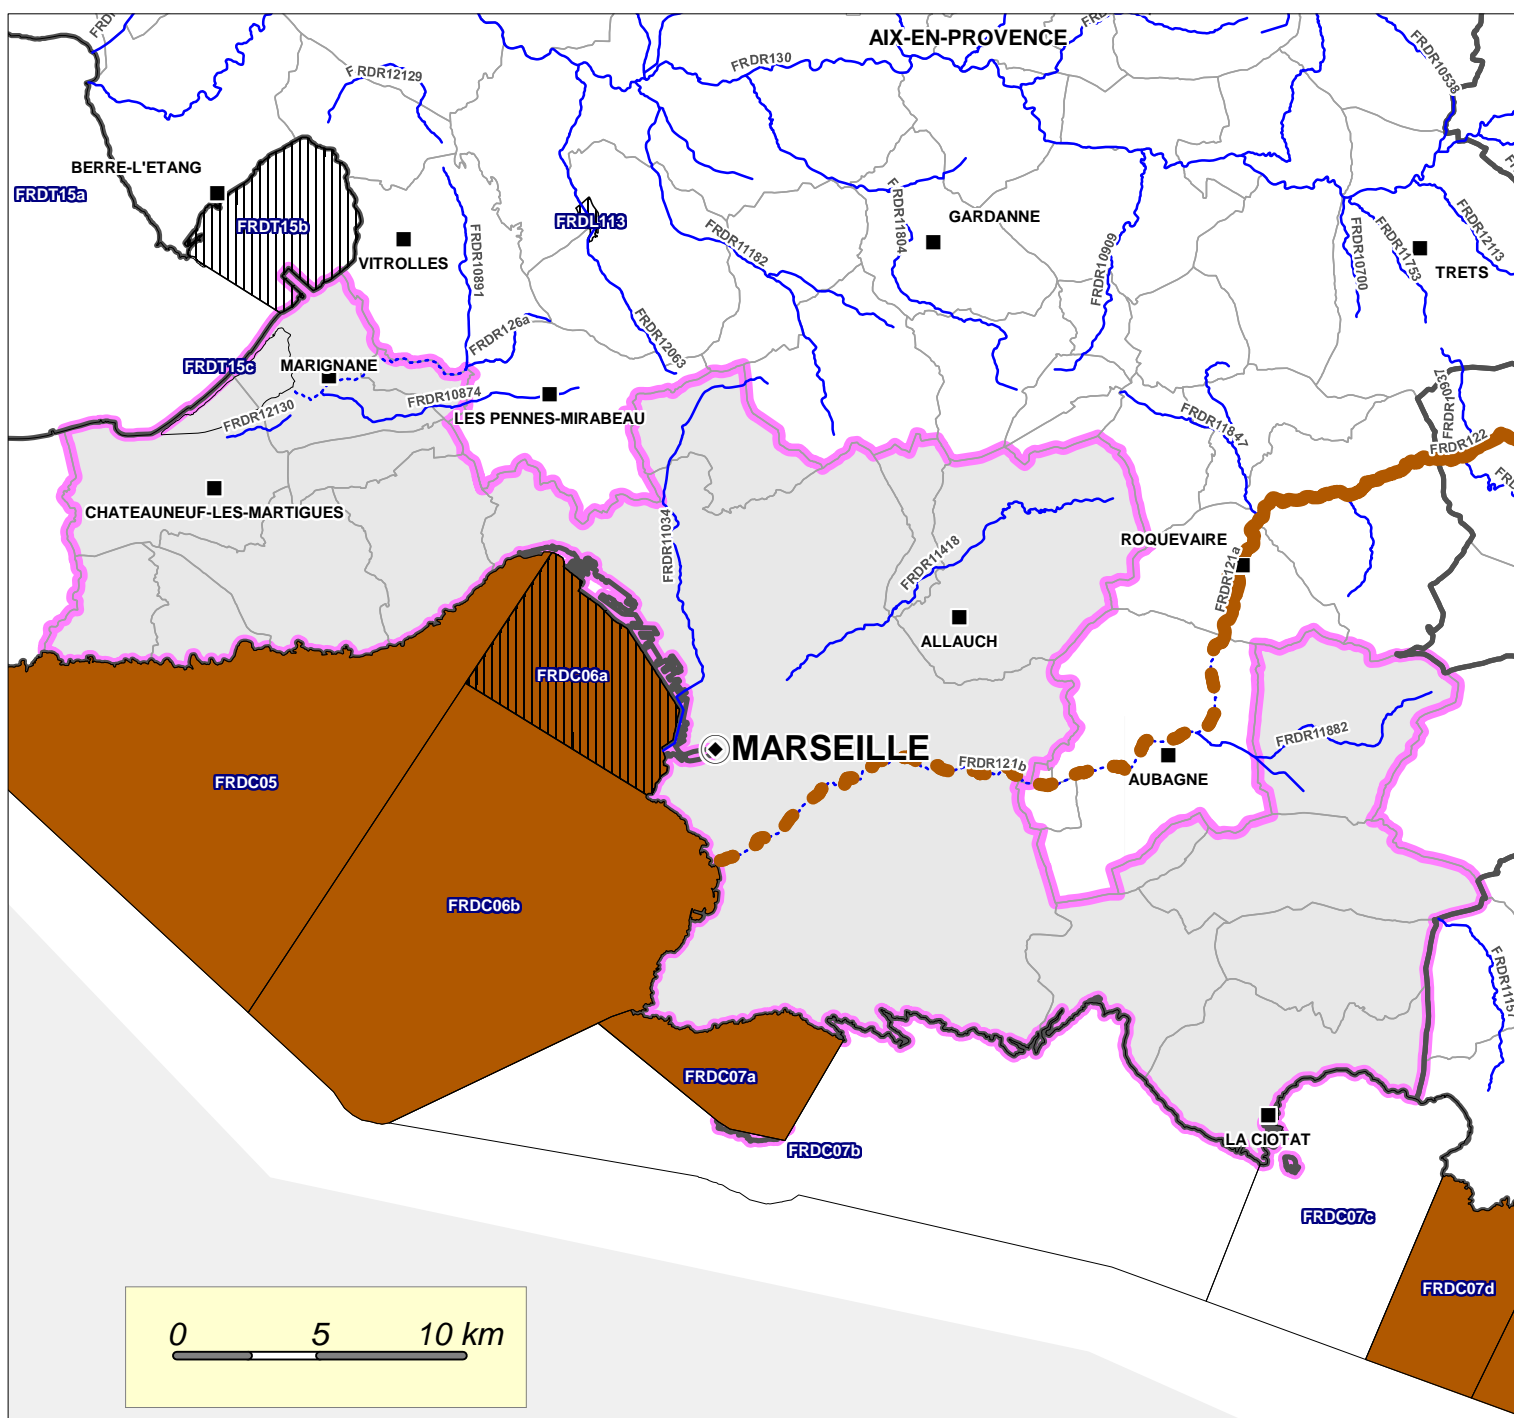 AIX-EN-PROVENCE
FRDR130
FRDR12129
FRDR10538
BERRE-L'ETANG
FRDT15a
FRDT15b
FRDL113
VITROLLES
FRDR10891
FRDR11182
FRDR11804
GARDANNE
FRDR10909
FRDR10700
FRDR11753
FRDR12113
TRETS
FRDR126a
FRDR12063
FRDT15c
MARIGNANE
FRDR10874
FRDR12130
LES PENNES-MIRABEAU
FRDR11847
FRDR10937
FRDR122
CHATEAUNEUF-LES-MARTIGUES
FRDR11034
FRDR11418
ROQUEVAIRE
FRDR121a
ALLAUCH
FRDC06a
MARSEILLE
FRDR121b
FRDR11882
AUBAGNE
FRDC05
FRDC06b
FRDR11157
FRDC07a
FRDC07b
LA CIOTAT
FRDC07c
FRDC07d
0 5 10 km